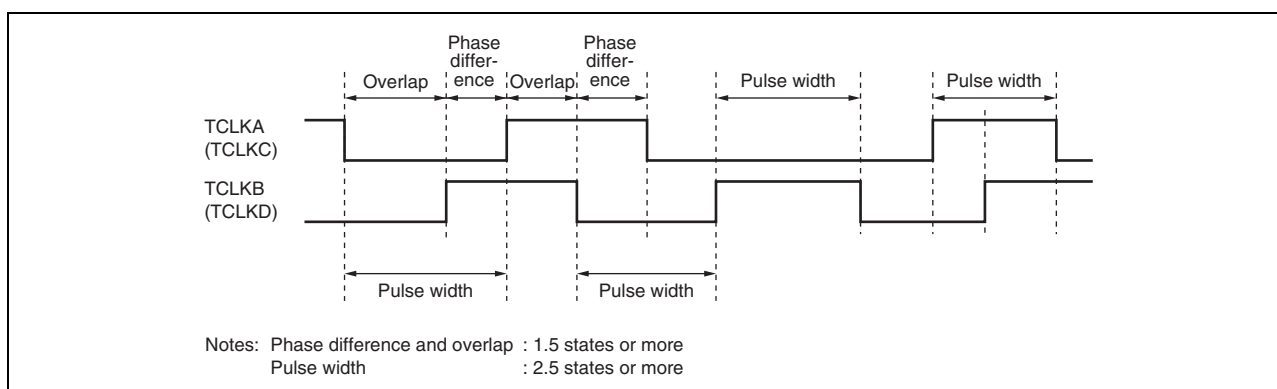 Phase
differ-
ence
Phase
differ-
ence
Overlap
Overlap
Pulse width
Pulse width
TCLKA
(TCLKC)
TCLKB
(TCLKD)
Pulse width
Pulse width
Notes: Phase difference and overlap : 1.5 states or more
Pulse width : 2.5 states or more